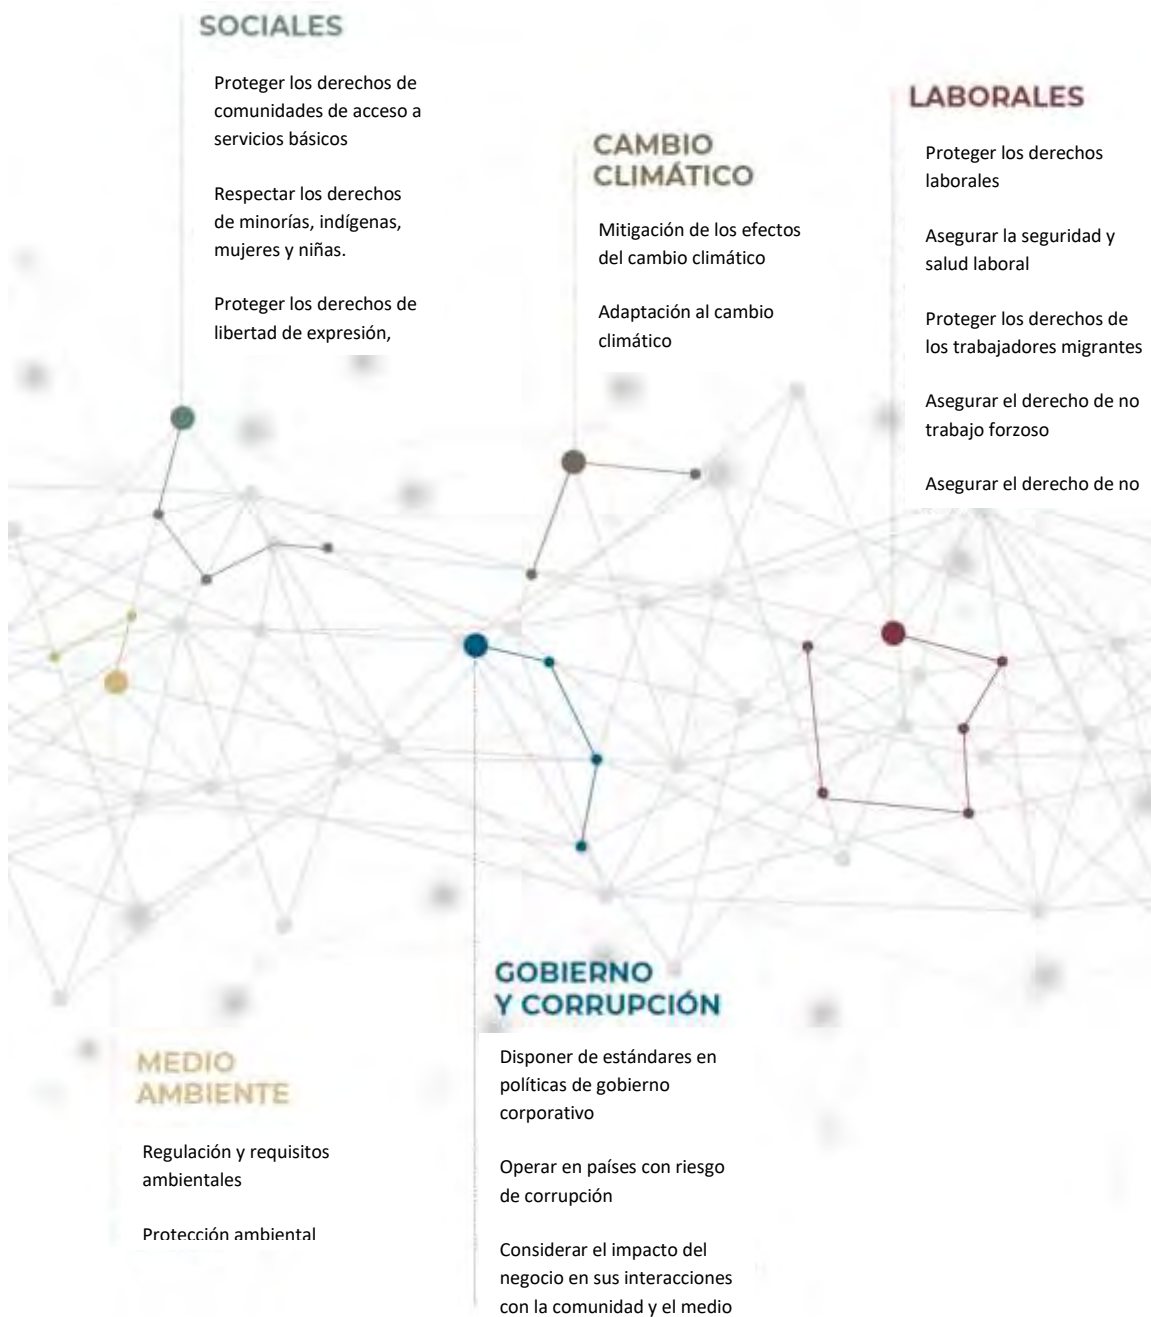 SOCIALES
Proteger los derechos de
comunidades de acceso a
servicios básicos
Respectar los derechos
de minorías, indígenas,
mujeres y niñas.
Proteger los derechos de
libertad de expresión,
CAMBIO
CLIMÁTICO
Mitigación de los efectos
del cambio climático
Adaptación al cambio
climático
LABORALES
Proteger los derechos
laborales
Asegurar la seguridad y
salud laboral
Proteger los derechos de
los trabajadores migrantes
Asegurar el derecho de no
trabajo forzoso
Asegurar el derecho de no
MEDIO
AMBIENTE
Regulación y requisitos
ambientales
Protección ambiental
GOBIERNO
Y CORRUPCIÓN
Disponer de estándares en
políticas de gobierno
corporativo
Operar en países con riesgo
de corrupción
Considerar el impacto del
negocio en sus interacciones
con la comunidad y el medio